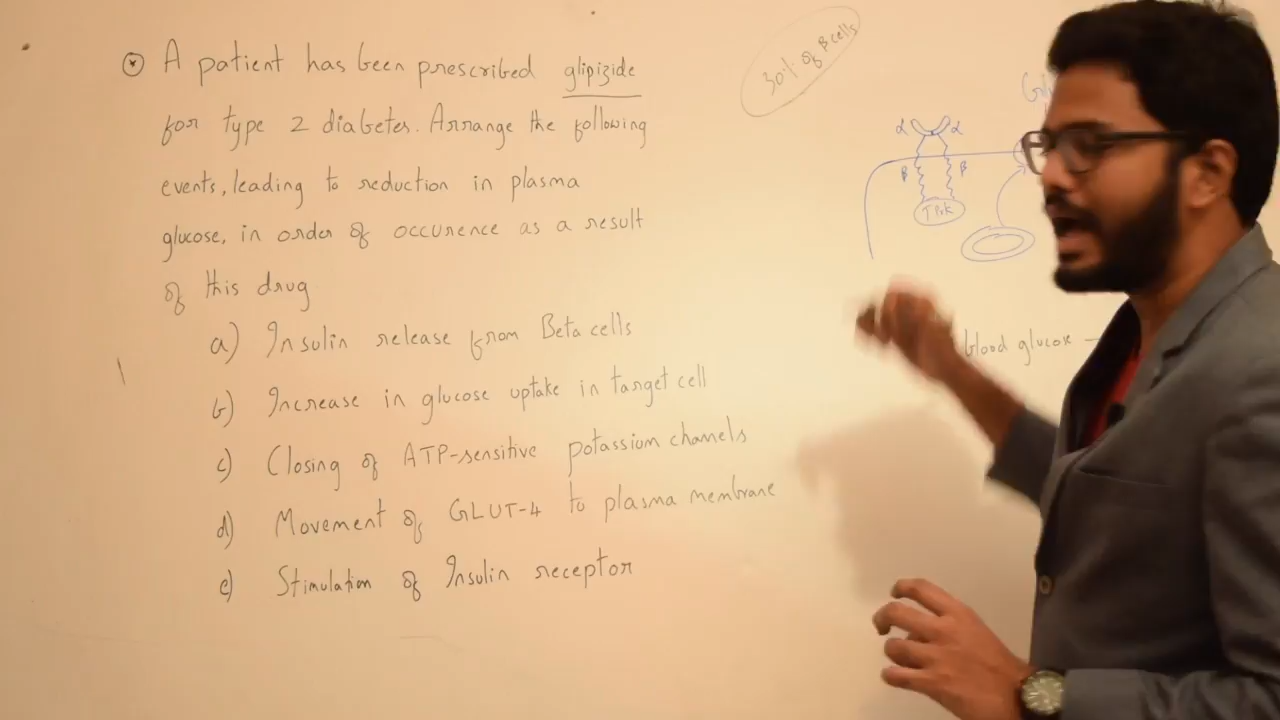 A patient has been prescribed glipizide
for type 2 diabetes. Arrange the following
events, leading to reduction in plasma
glucose, in order of occurence as a result
of this drug
a) Insulin release from Beta cells
b) Increase in glucose uptake in target cell
c) Closing of ATP-sensitive potassium channels
d) Movement of GLUT-4 to plasma membrane
e) Stimulation of Insulin receptor
30% of β cells
α α
β β
blood glucose